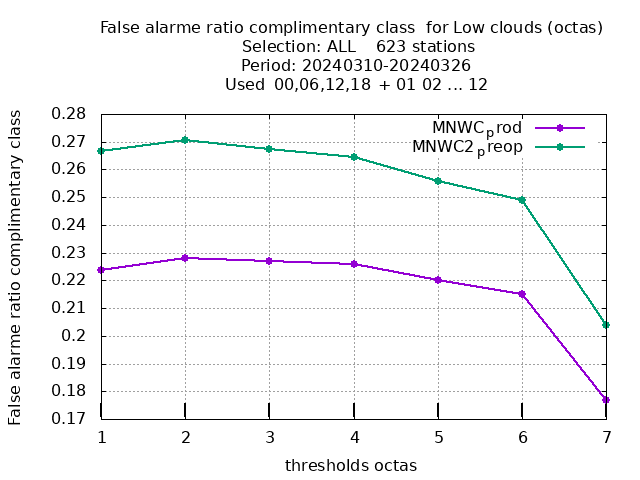 False alarme ratio complimentary class  for Low clouds (octas)
Selection: ALL    623 stations
Period: 20240310-20240326
Used  00,06,12,18 + 01 02 ... 12
MNWC_prod
MNWC2_preop
False alarme ratio complimentary class
0.28
0.27
0.26
0.25
0.24
0.23
0.22
0.21
0.2
0.19
0.18
0.17
1 2 3 4 5 6 7
thresholds octas